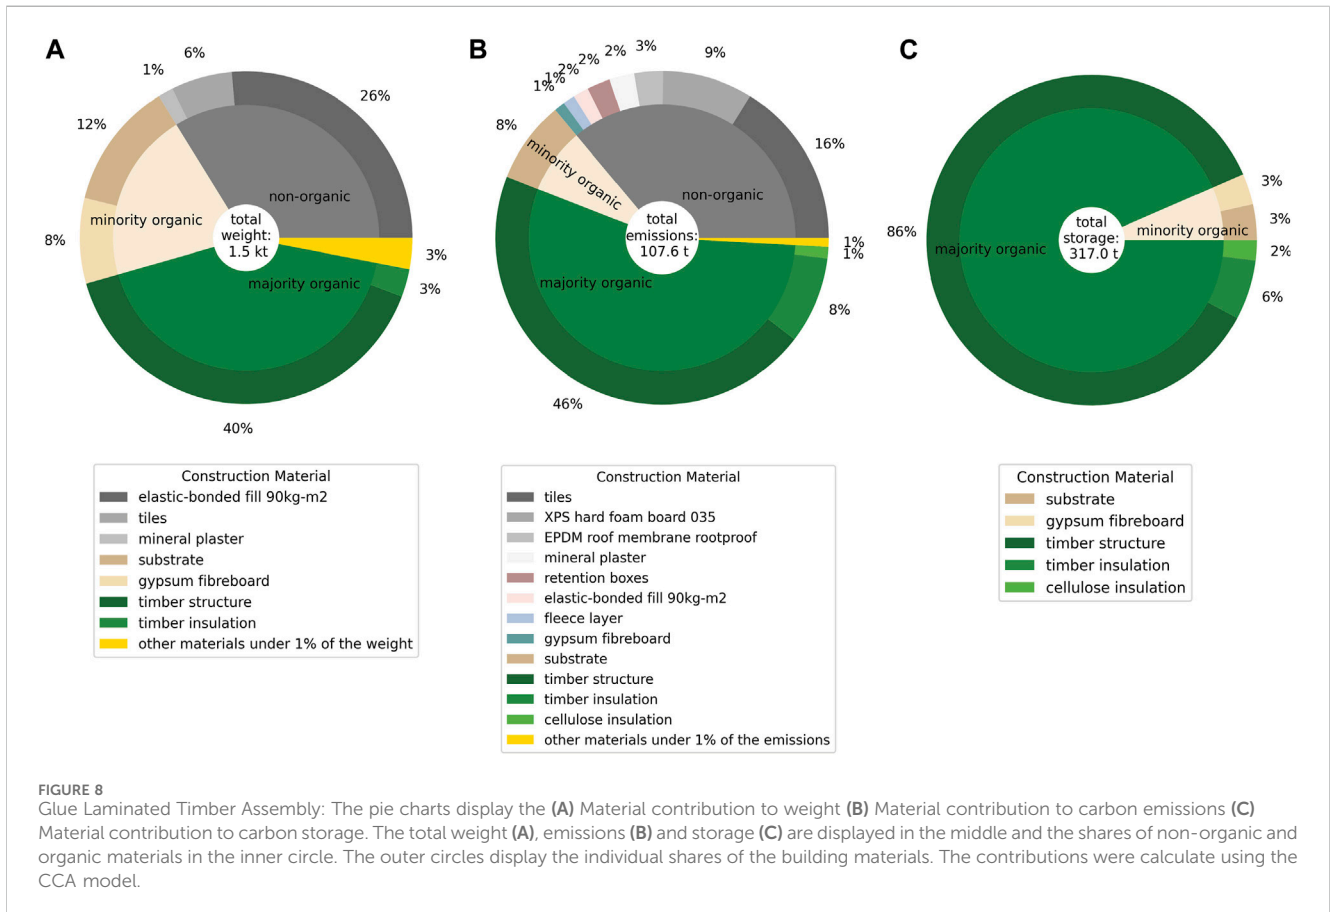 A
1%
6%
26%
12%
8%
40%
3%
3%
non-organic
minority organic
majority organic
total
weight:
1.5 kt
Construction Material
elastic-bonded fill 90kg-m2
tiles
mineral plaster
substrate
gypsum fibreboard
timber structure
timber insulation
other materials under 1% of the weight
B
8%
1%
1%
2%
2%
2%
3%
9%
16%
1%
1%
8%
46%
minority organic
non-organic
majority organic
total
emissions:
107.6 t
Construction Material
tiles
XPS hard foam board 035
EPDM roof membrane rootproof
mineral plaster
retention boxes
elastic-bonded fill 90kg-m2
fleece layer
gypsum fibreboard
substrate
timber structure
timber insulation
cellulose insulation
other materials under 1% of the emissions
C
86%
3%
3%
2%
6%
majority organic
minority organic
total
storage:
317.0 t
Construction Material
substrate
gypsum fibreboard
timber structure
timber insulation
cellulose insulation
FIGURE 8
Glue Laminated Timber Assembly: The pie charts display the (A) Material contribution to weight (B) Material contribution to carbon emissions (C)
Material contribution to carbon storage. The total weight (A), emissions (B) and storage (C) are displayed in the middle and the shares of non-organic and
organic materials in the inner circle. The outer circles display the individual shares of the building materials. The contributions were calculate using the
CCA model.